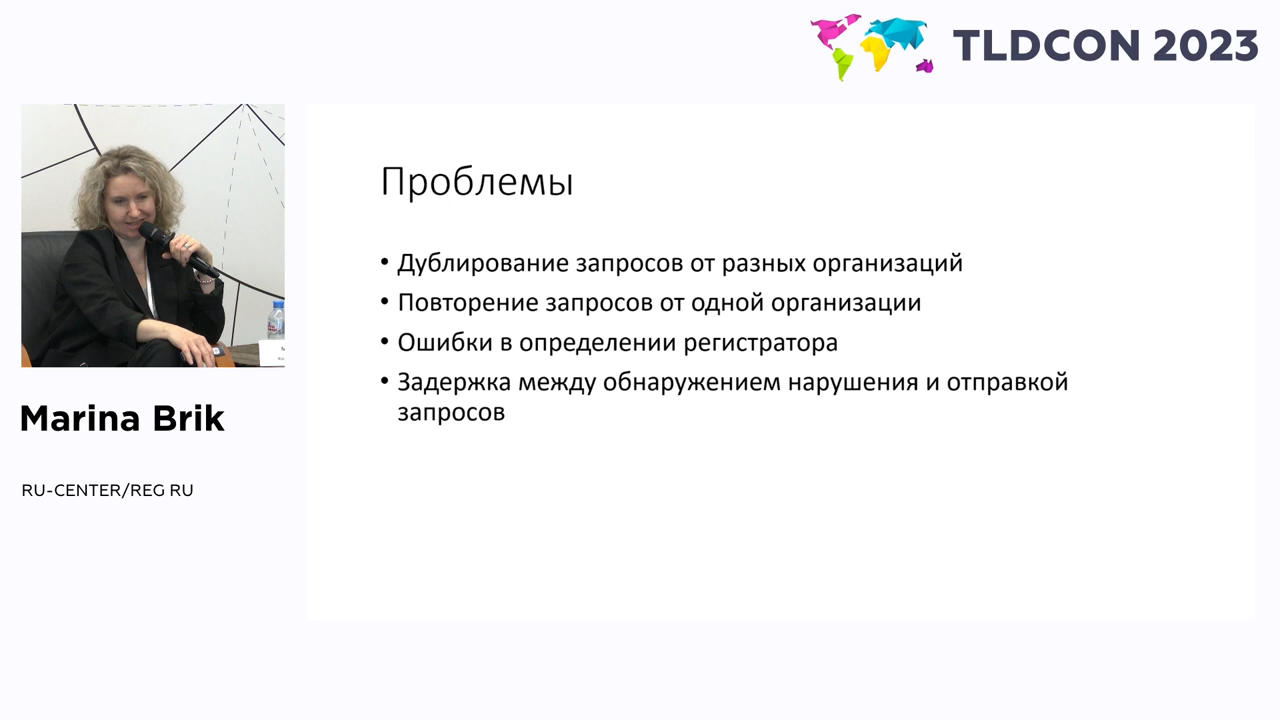 TLDCON 2023
Проблемы
• Дублирование запросов от разных организаций
• Повторение запросов от одной организации
• Ошибки в определении регистратора
• Задержка между обнаружением нарушения и отправкой
запросов
Marina Brik
RU-CENTER/REG RU